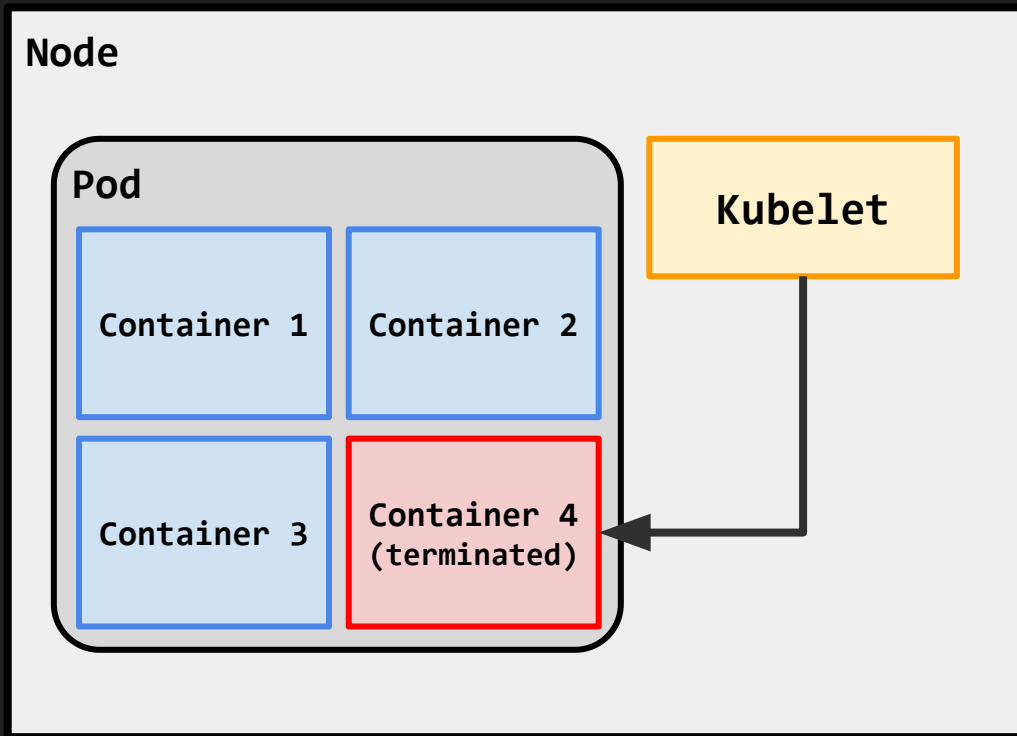 Node
Pod
Kubelet
Container 1
Container 2
Container 3
Container 4
(terminated)